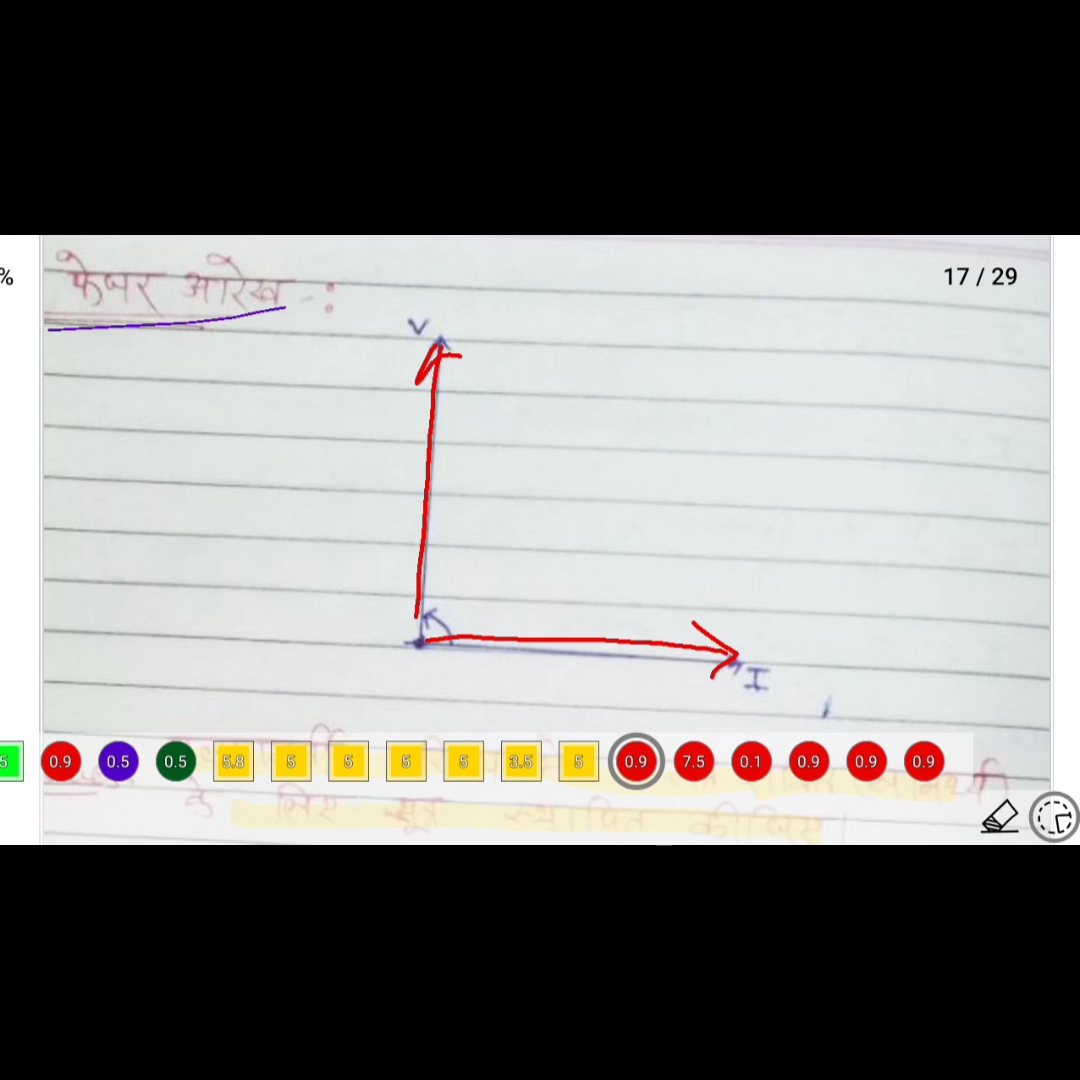 %
17 / 29
फेजर आरेख -:
V
I
5 0.9 0.5 0.5 5.8 5 5 5 5 3.5 5 0.9 7.5 0.1 0.9 0.9 0.9
के लिए सूत्र स्थापित कीजिए।